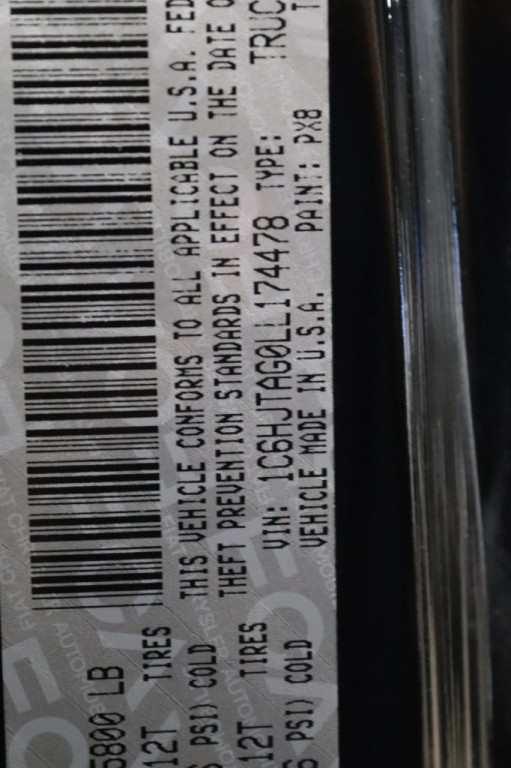 5800 LB
12T TIRES
PSI) COLD
12T TIRES
PSI) COLD
THIS VEHICLE CONFORMS TO ALL APPLICABLE U.S.A. FED
THEFT PREVENTION STANDARDS IN EFFECT ON THE DATE O
VIN: 1C6HJTAG0LL174478 TYPE: TRUC
VEHICLE MADE IN U.S.A. PAINT: PX8